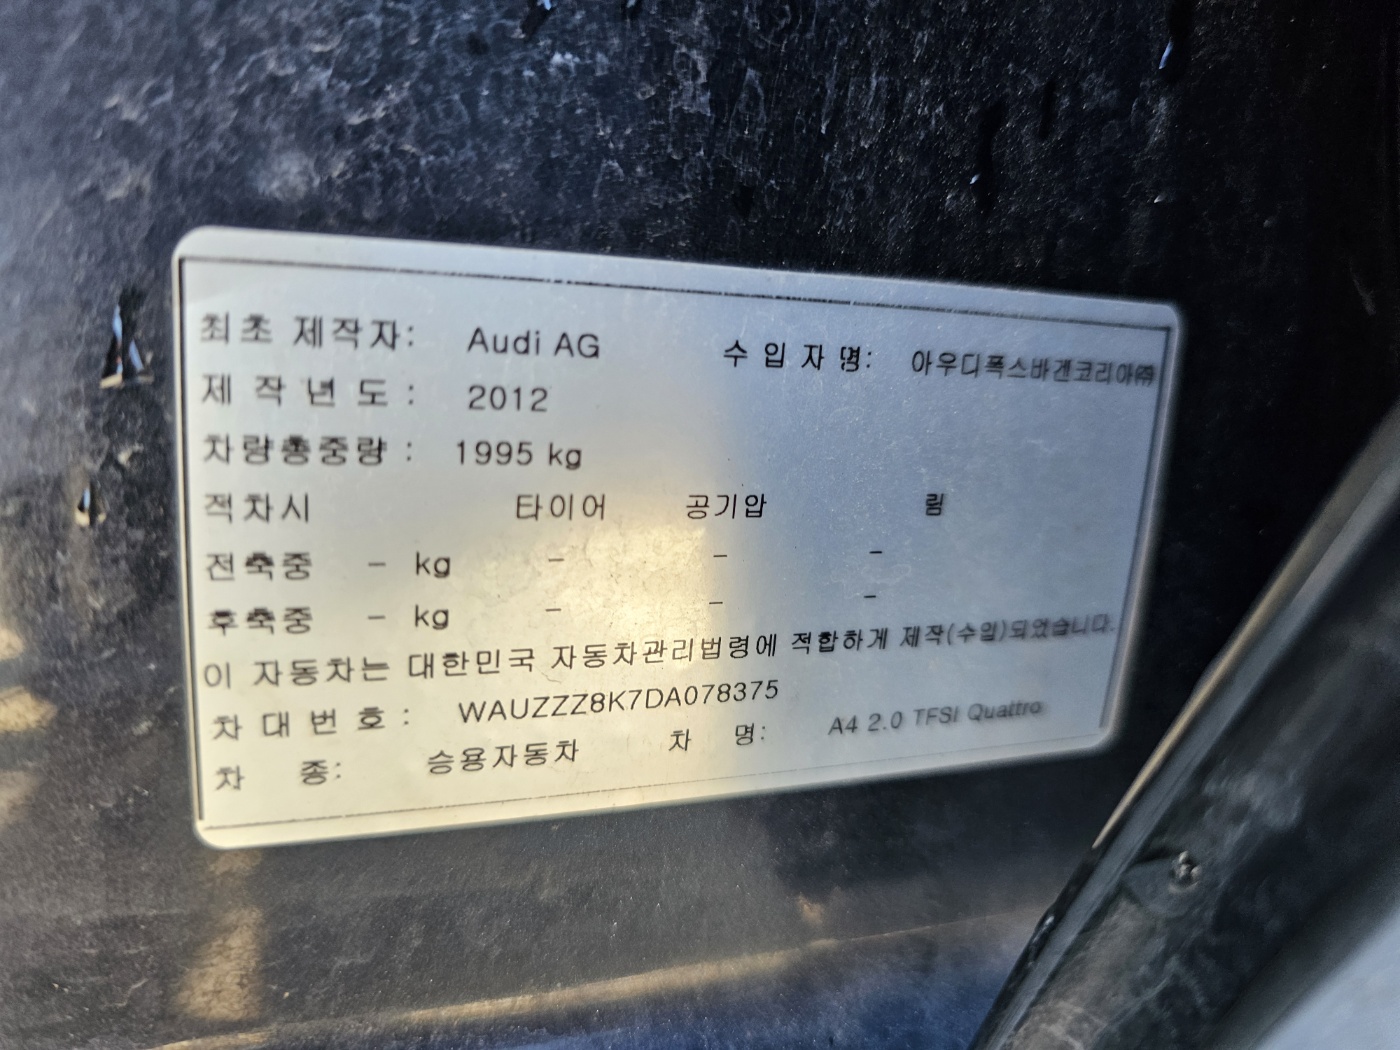 최초 제작자: Audi AG 수 입 자 명: 아우디폭스바겐코리아㈜
제 작 년 도 : 2012
차량총중량 : 1995 kg
적차시 타이어 공기압 림
전축중 - kg - - -
후축중 - kg - - -
이 자동차는 대한민국 자동차관리법령에 적합하게 제작(수입)되었습니다.
차 대 번 호 : WAUZZZ8K7DA078375
차 종: 승용자동차 차 명: A4 2.0 TFSI Quattro